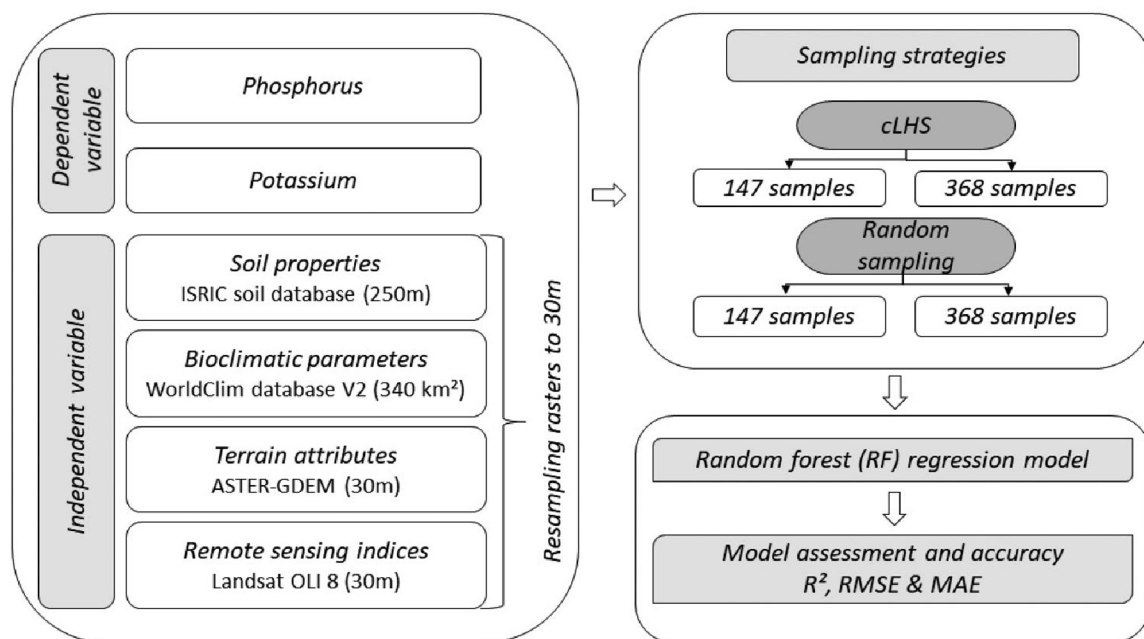 Dependent
variable
Phosphorus
Potassium
Independent variable
Soil properties
ISRIC soil database (250m)
Bioclimatic parameters
WorldClim database V2 (340 km²)
Terrain attributes
ASTER-GDEM (30m)
Remote sensing indices
Landsat OLI 8 (30m)
Resampling rasters to 30m
Sampling strategies
cLHS
147 samples
368 samples
Random
sampling
147 samples
368 samples
Random forest (RF) regression model
Model assessment and accuracy
R², RMSE & MAE